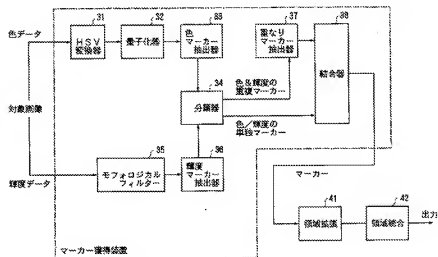 色データ
31
HSV
変換器
32
量子化器
33
色
マーカー
抽出器
37
重なり
マーカー
抽出器
38
結合器
対象画像
34
分類器
色&輝度の
重複マーカー
色/輝度の
単独マーカー
35
モフォロジカル
フィルター
36
輝度
マーカー
抽出器
輝度データ
マーカー
41
領域拡張
42
領域統合
出力
マーカー獲得装置